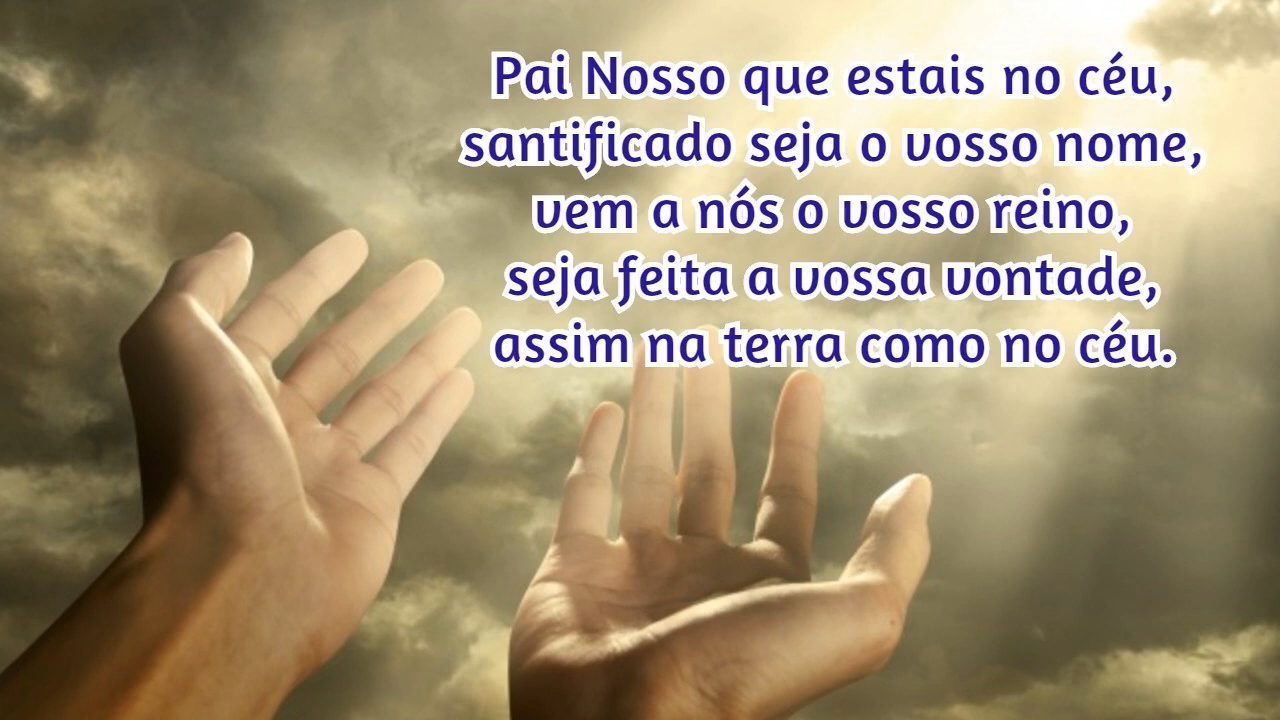 Pai Nosso que estais no céu,
santificado seja o vosso nome,
vem a nós o vosso reino,
seja feita a vossa vontade,
assim na terra como no céu.